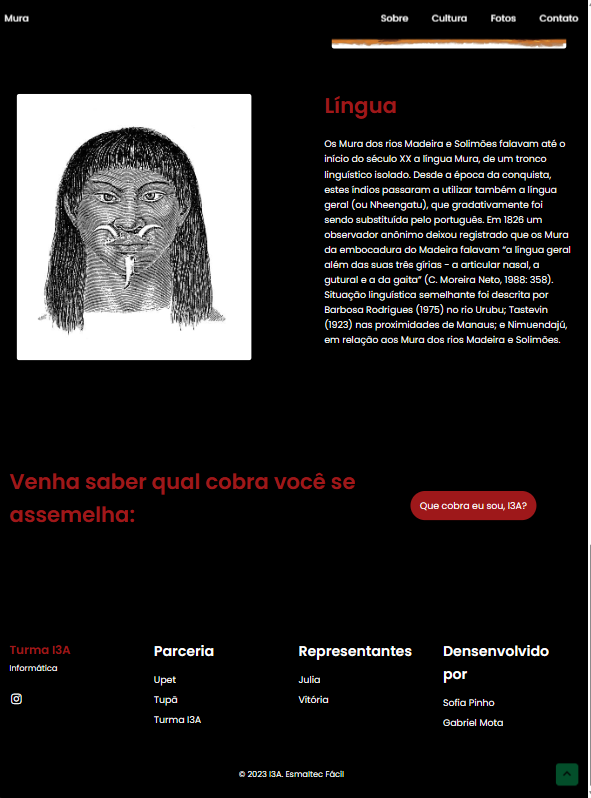 Mura
Sobre
Cultura
Fotos
Contato
Língua
Os Mura dos rios Madeira e Solimões falavam até o
início do século XX a língua Mura, de um tronco
linguístico isolado. Desde a época da conquista,
estes índios passaram a utilizar também a língua
geral (ou Nheengatu), que gradativamente foi
sendo substituída pelo português. Em 1826 um
observador anônimo deixou registrado que os Mura
da embocadura do Madeira falavam “a língua geral
além das suas três gírias - a articular nasal, a
gutural e a da gaita” (C. Moreira Neto, 1988: 358).
Situação linguística semelhante foi descrita por
Barbosa Rodrigues (1975) no rio Urubu; Tastevin
(1923) nas proximidades de Manaus; e Nimuendajú,
em relação aos Mura dos rios Madeira e Solimões.
Venha saber qual cobra você se
assemelha:
Que cobra eu sou, I3A?
Turma I3A
Informática
Parceria
Upet
Tupã
Turma I3A
Representantes
Julia
Vitória
Densenvolvido
por
Sofia Pinho
Gabriel Mota
© 2023 I3A. Esmaltec Fácil